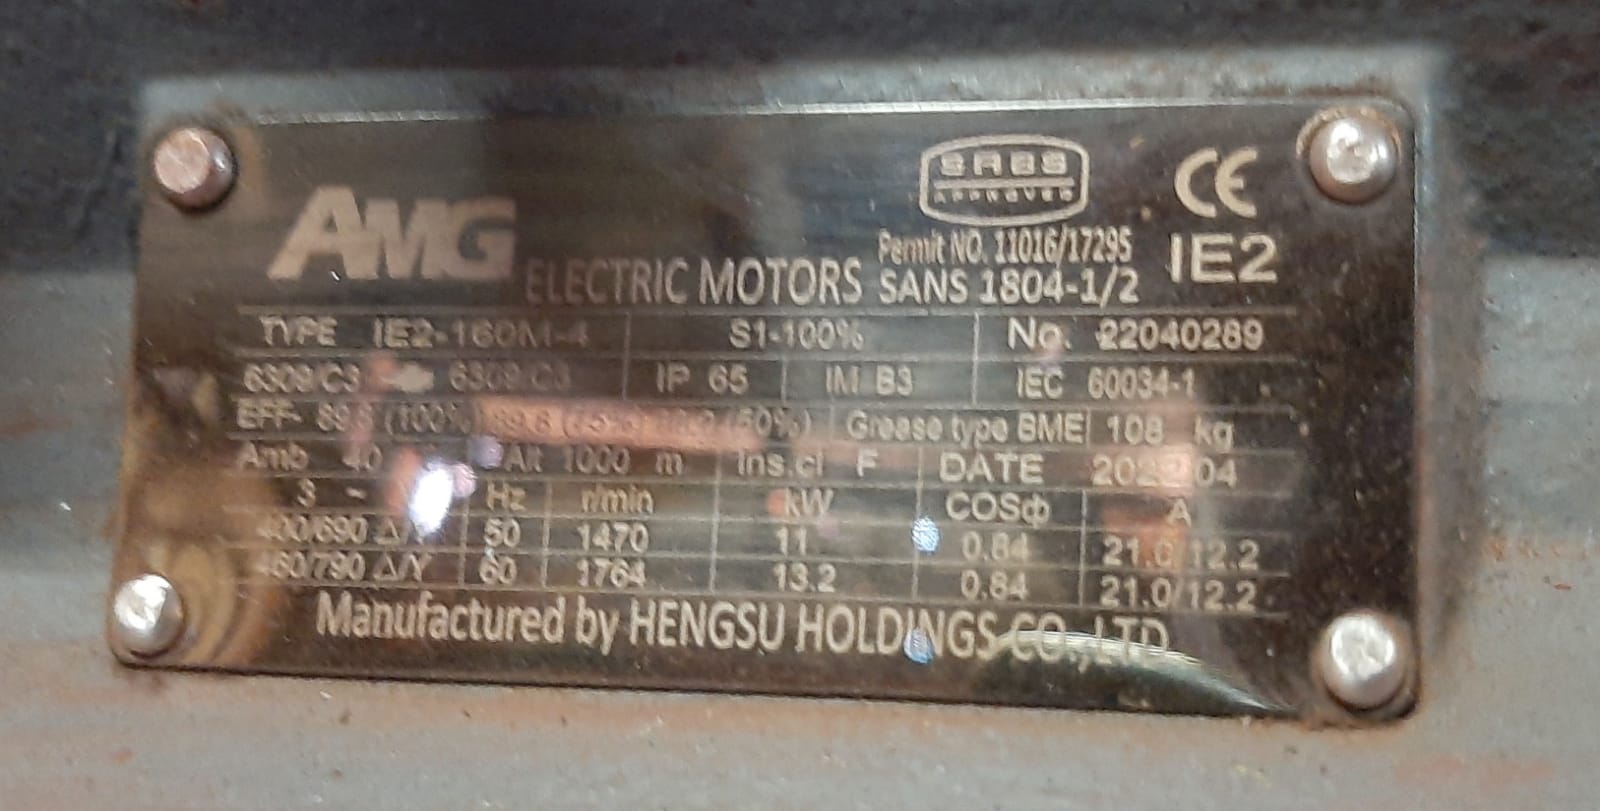 SABS
APPROVED
CE
AMG ELECTRIC MOTORS
Permit NO. 11016/17295
SANS 1804-1/2
IE2
TYPE IE2-160M-4 S1-100% No. 22040289
6309/C3 6309/C3 IP 65 IM B3 IEC 60034-1
EFF- (100%) (50%) Grease type BME 108 kg
Amb 40 Alt 1000 m Ins.cl F DATE
3 ~ Hz r/min kW COSφ A
400/690 50 1470 11 0.84 21.0/12.2
460/790 Δ/Y 60 1764 13.2 0.84 21.0/12.2
Manufactured by HENGSU HOLDINGS CO.,LTD